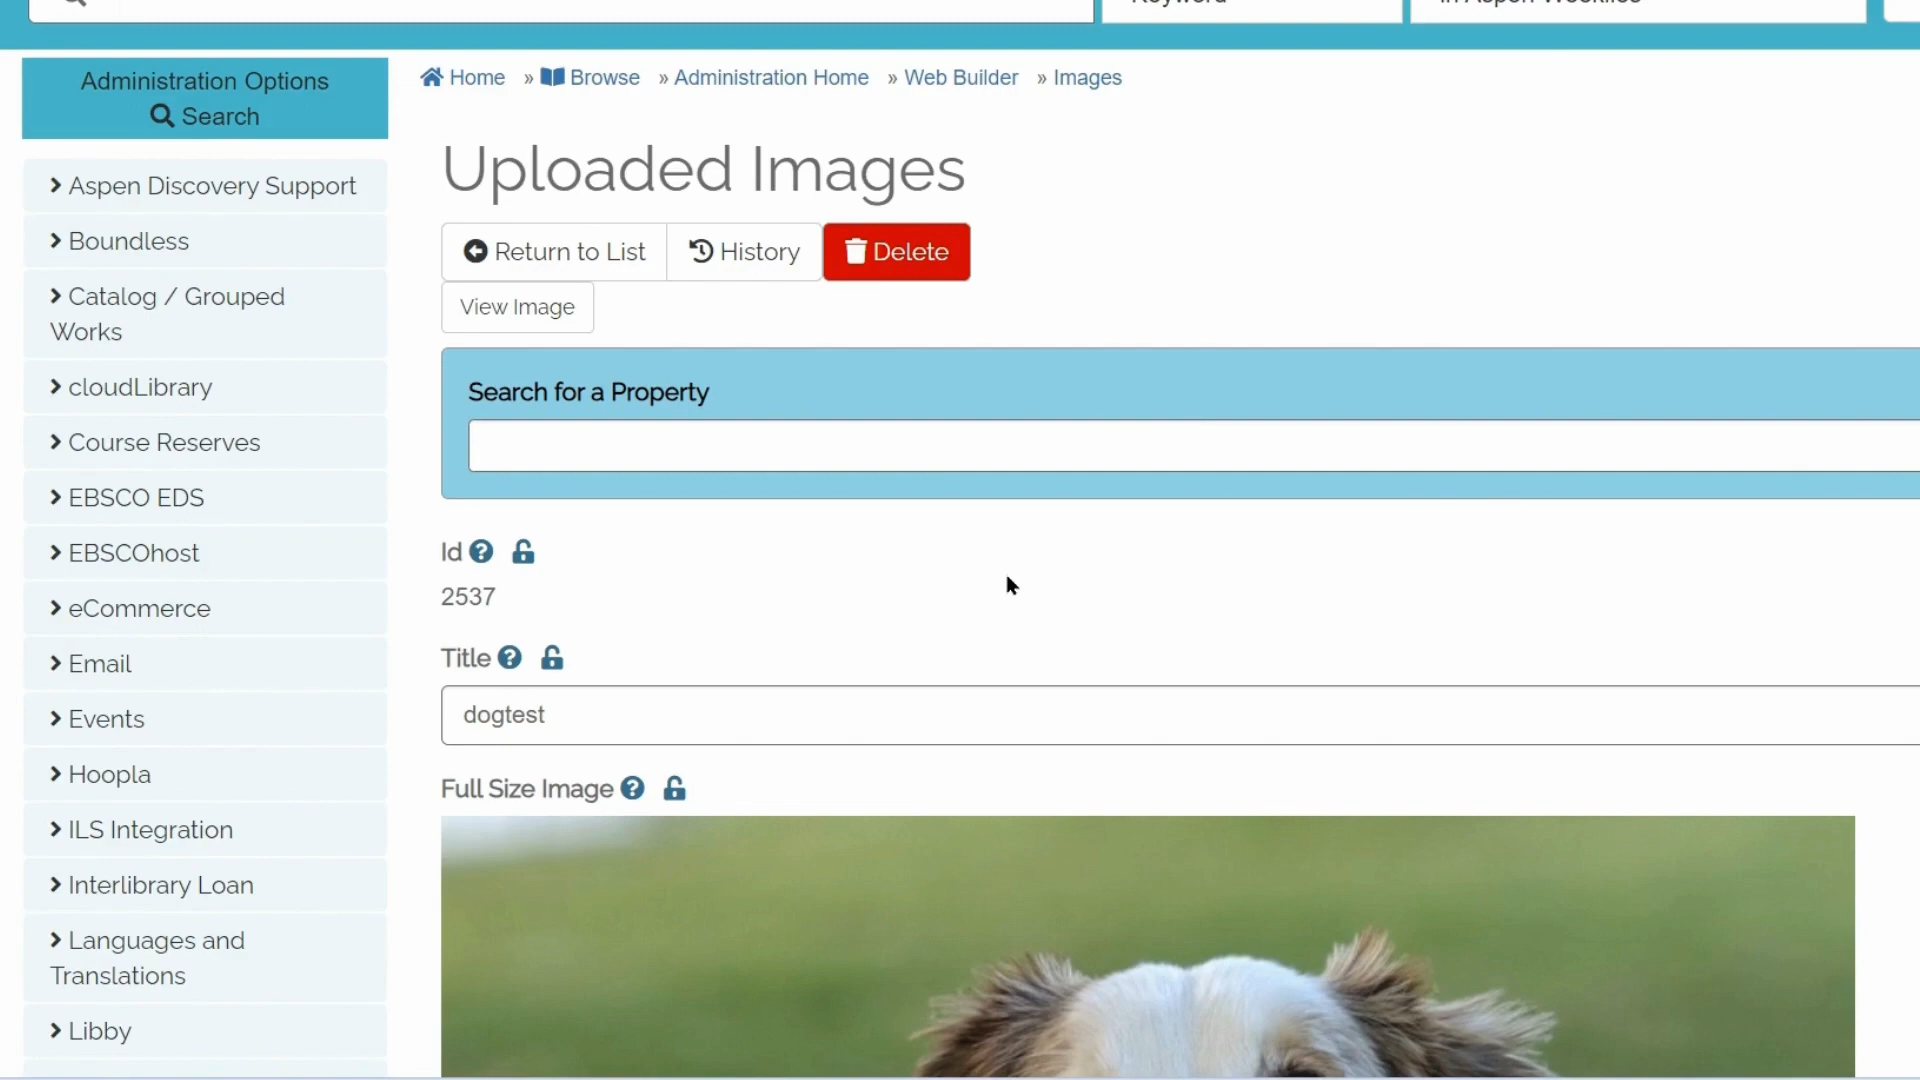 Keyword
in Aspen Weeklies
Administration Options
Search
Home » Browse » Administration Home » Web Builder » Images
Aspen Discovery Support
Boundless
Catalog / Grouped
Works
cloudLibrary
Course Reserves
EBSCO EDS
EBSCOhost
eCommerce
Email
Events
Hoopla
ILS Integration
Interlibrary Loan
Languages and
Translations
Libby
Uploaded Images
Return to List
History
Delete
View Image
Search for a Property
Id
2537
Title
dogtest
Full Size Image